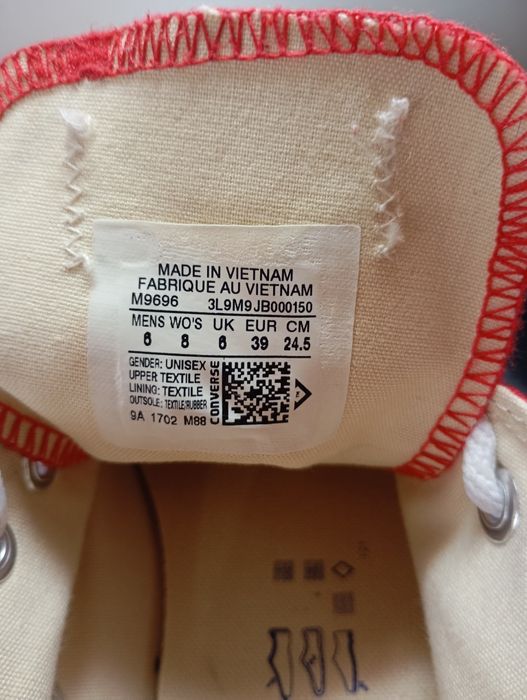 MADE IN VIETNAM
FABRIQUE AU VIETNAM
M9696 3L9M9JB000150
MENS WO'S UK EUR CM
6 8 6 39 24.5
GENDER: UNISEX
UPPER TEXTILE
LINING: TEXTILE
OUTSOLE: TEXTILE/RUBBER
CONVERSE
9A 1702 M88